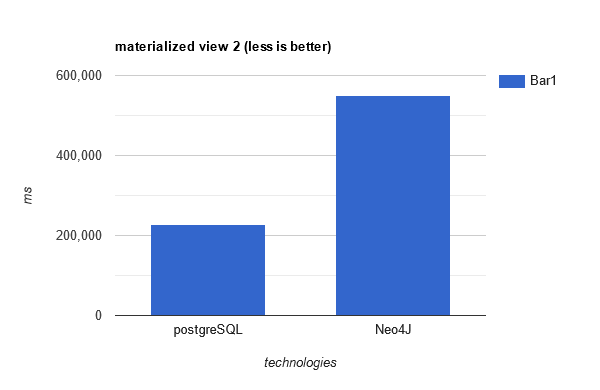 materialized view 2 (less is better)
600,000
400,000
200,000
0
ms
postgreSQL
Neo4J
technologies
Bar1